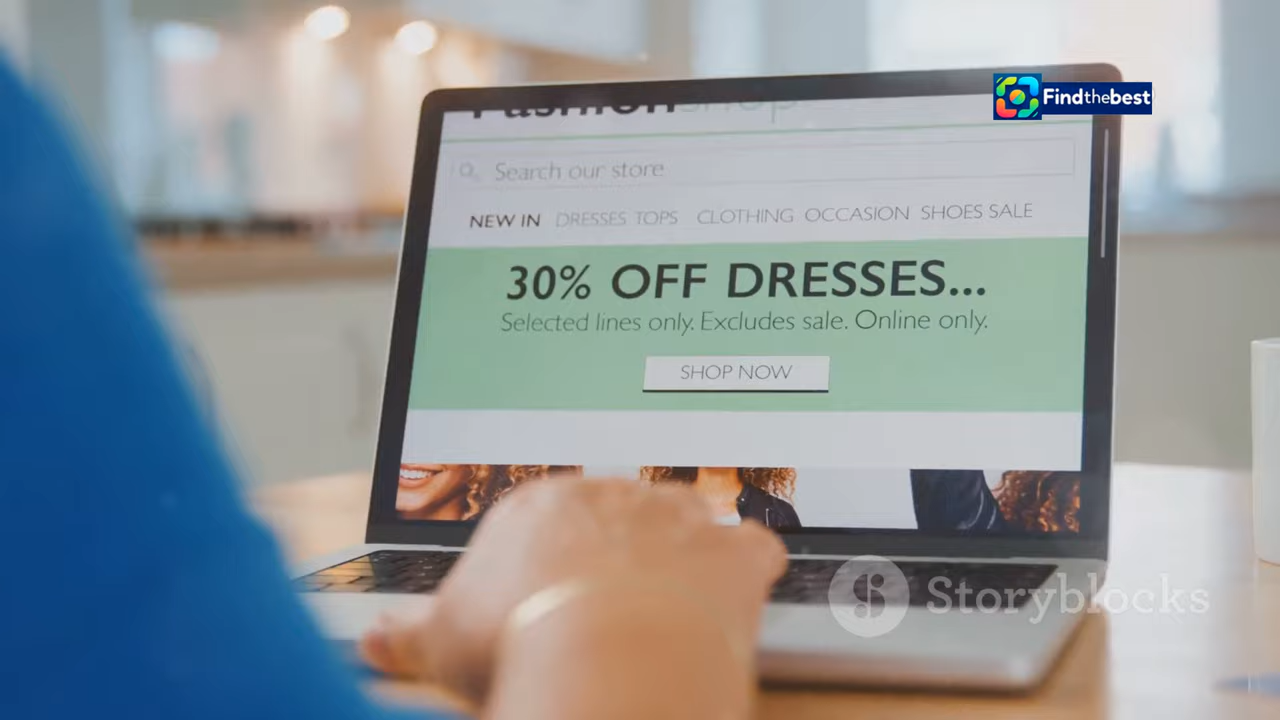 Fashionshop
Findthebest
Search our store
NEW IN DRESSES TOPS CLOTHING OCCASION SHOES SALE
30% OFF DRESSES...
Selected lines only. Excludes sale. Online only.
SHOP NOW
Storyblocks